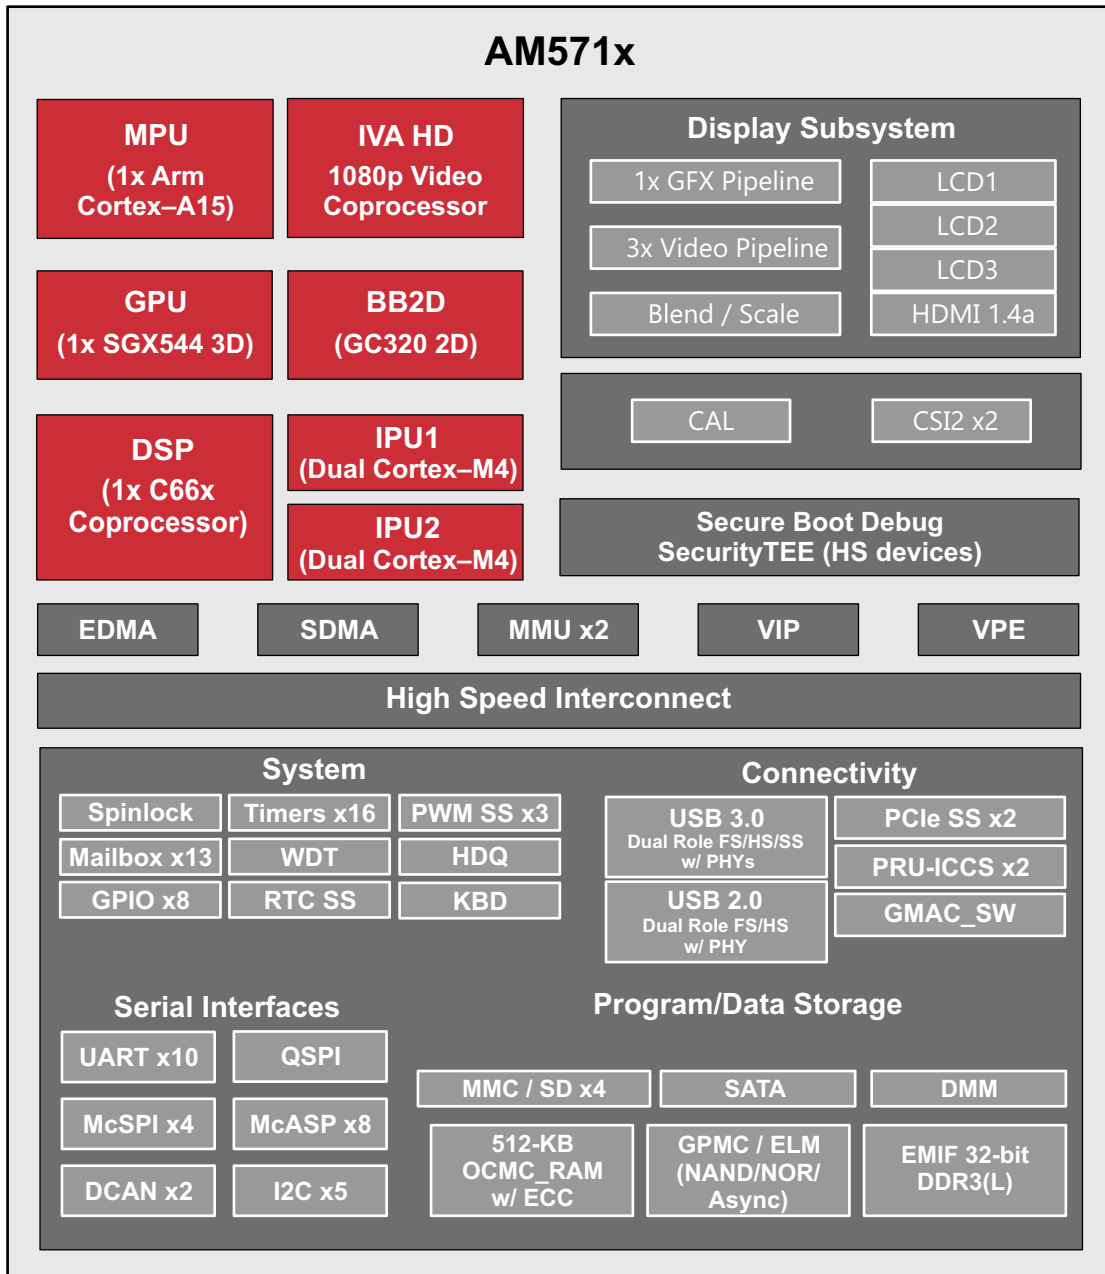 AM571x
MPU
(1x Arm
Cortex–A15)
IVA HD
1080p Video
Coprocessor
GPU
(1x SGX544 3D)
BB2D
(GC320 2D)
DSP
(1x C66x
Coprocessor)
IPU1
(Dual Cortex–M4)
IPU2
(Dual Cortex–M4)
Display Subsystem
1x GFX Pipeline
3x Video Pipeline
Blend / Scale
LCD1
LCD2
LCD3
HDMI 1.4a
CAL
CSI2 x2
Secure Boot Debug
SecurityTEE (HS devices)
EDMA
SDMA
MMU x2
VIP
VPE
High Speed Interconnect
System
Spinlock
Timers x16
PWM SS x3
Mailbox x13
WDT
HDQ
GPIO x8
RTC SS
KBD
Connectivity
USB 3.0
Dual Role FS/HS/SS
w/ PHYs
USB 2.0
Dual Role FS/HS
w/ PHY
PCIe SS x2
PRU-ICCS x2
GMAC_SW
Serial Interfaces
UART x10
QSPI
McSPI x4
McASP x8
DCAN x2
I2C x5
Program/Data Storage
MMC / SD x4
SATA
DMM
512-KB
OCMC_RAM
w/ ECC
GPMC / ELM
(NAND/NOR/
Async)
EMIF 32-bit
DDR3(L)